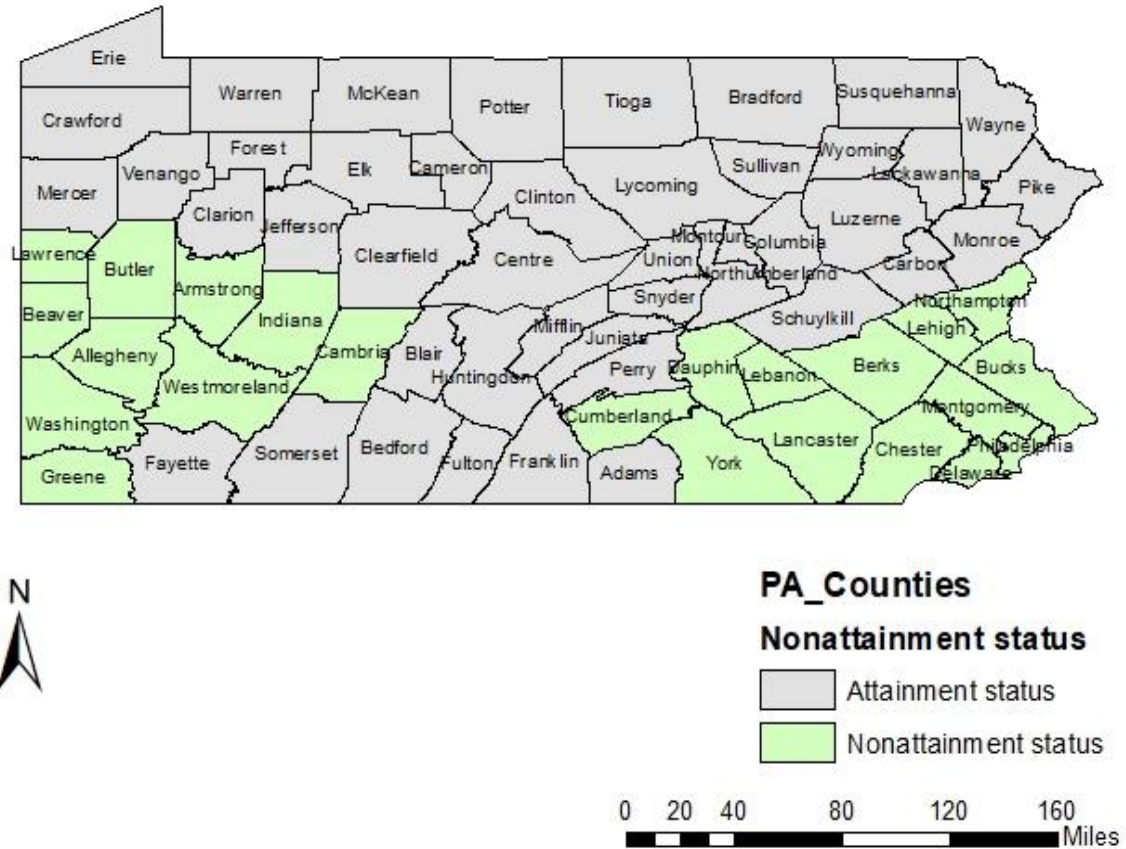 Erie
Warren
McKean
Potter
Tioga
Bradford
Susquehanna
Wayne
Crawford
Forest
Elk
Cameron
Sullivan
Wyoming
Lackawanna
Venango
Mercer
Clinton
Lycoming
Pike
Clarion
Jefferson
Luzerne
Monroe
Montour
Columbia
Lawrence
Butler
Clearfield
Centre
Union
Northumberland
Carbon
Armstrong
Snyder
Northampton
Beaver
Indiana
Mifflin
Juniata
Schuylkill
Lehigh
Allegheny
Cambria
Blair
Huntingdon
Perry
Dauphin
Lebanon
Berks
Bucks
Westmoreland
Cumberland
Montgomery
Washington
Somerset
Bedford
Lancaster
Chester
Philadelphia
Greene
Fayette
Fulton
Franklin
Adams
York
Delaware
N
PA_Counties
Nonattainment status
Attainment status
Nonattainment status
0 20 40 80 120 160
Miles